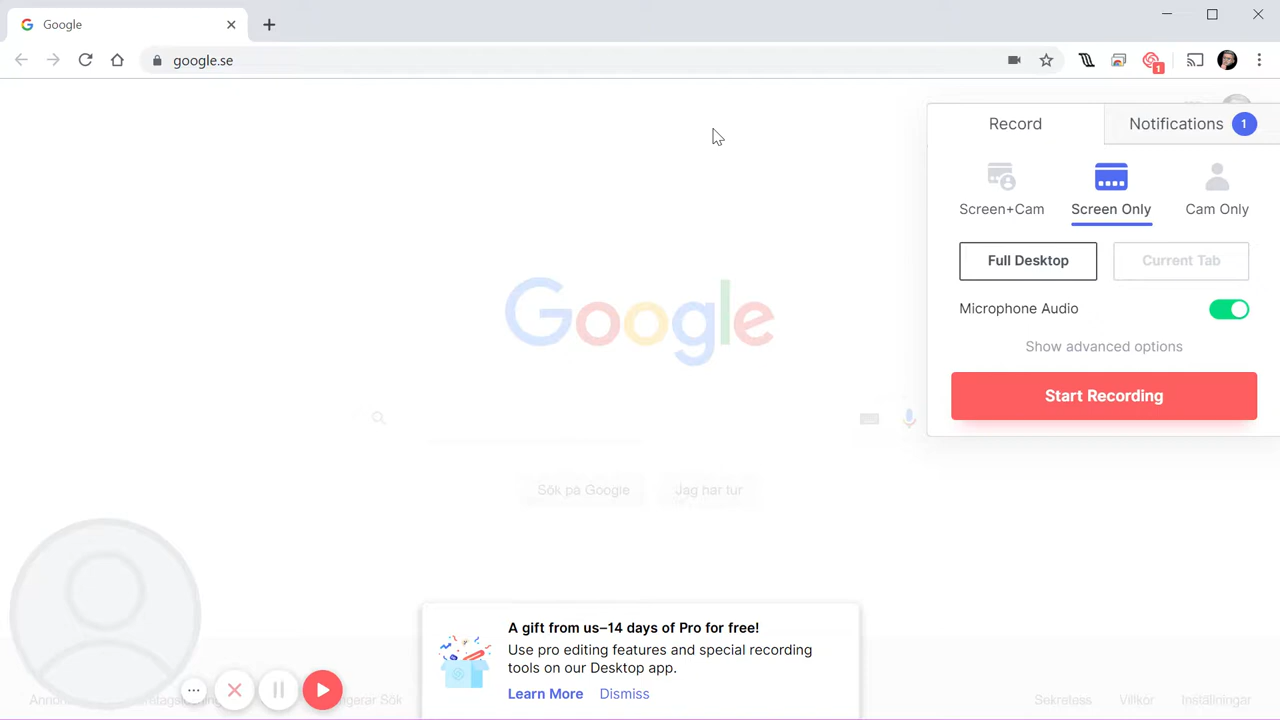 Google
google.se
1
Record
Notifications 1
Screen+Cam
Screen Only
Cam Only
Full Desktop
Current Tab
Microphone Audio
Show advanced options
Start Recording
Google
Sök på Google
Jag har tur
A gift from us–14 days of Pro for free!
Use pro editing features and special recording
tools on our Desktop app.
Learn More
Dismiss
Sök
Sekretess
Villkor
Inställningar